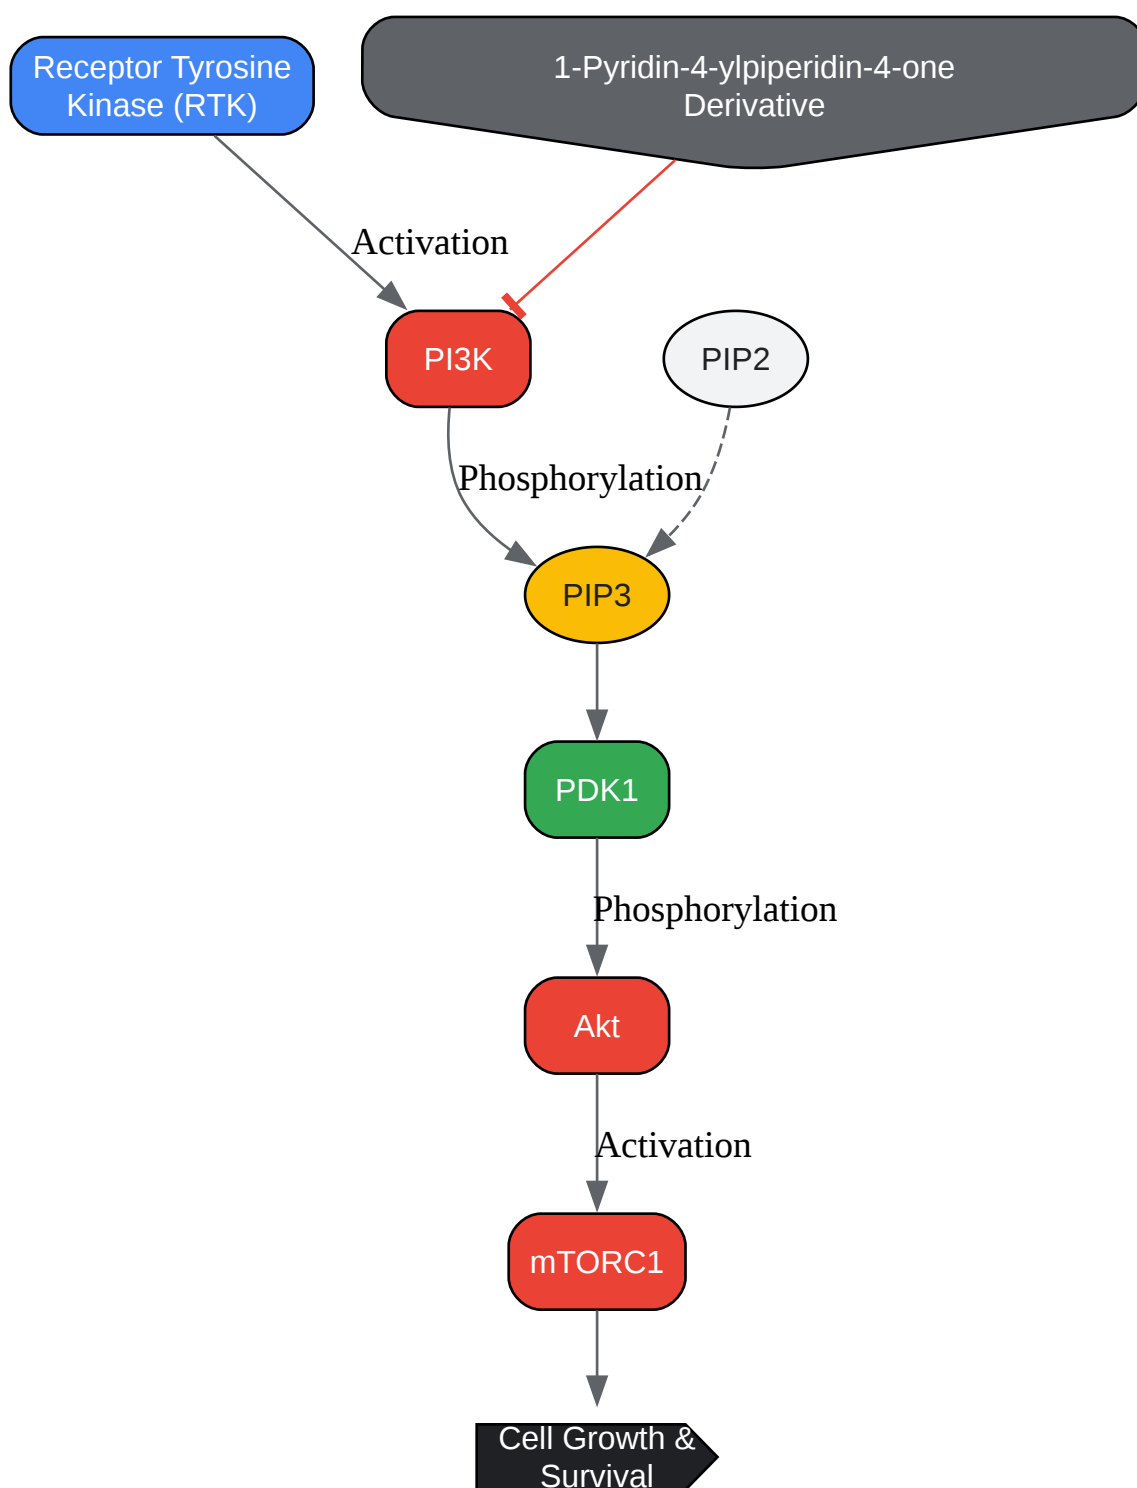 Receptor Tyrosine
Kinase (RTK)
1-Pyridin-4-ylpiperidin-4-one
Derivative
Activation
PI3K
PIP2
Phosphorylation
PIP3
PDK1
Phosphorylation
Akt
Activation
mTORC1
Cell Growth &
Survival